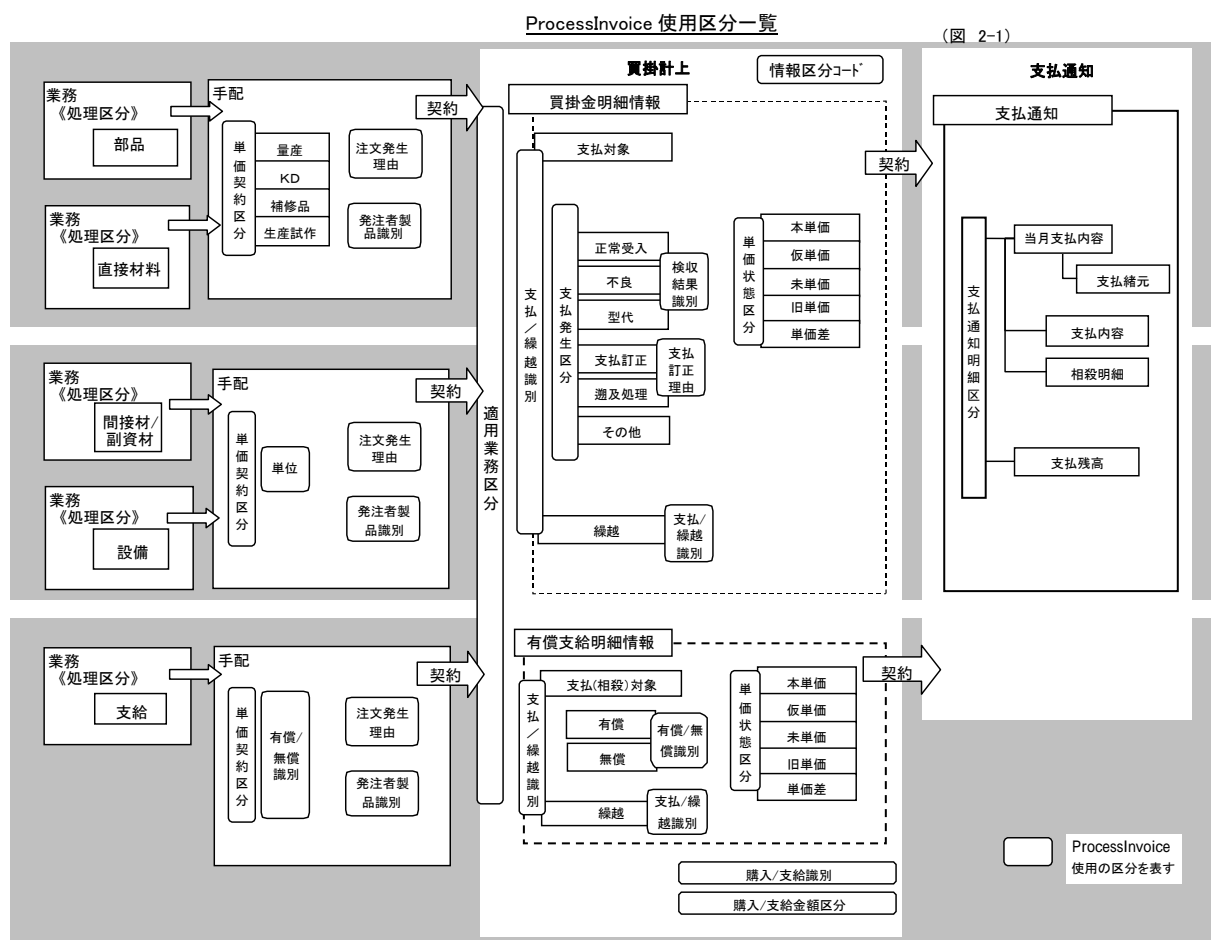 ProcessInvoice 使用区分一覧
(図 2-1)
業務
《処理区分》
部品
業務
《処理区分》
直接材料
手配
単価契約区分
量産
KD
補修品
生産試作
注文発生
理由
発注者製
品識別
契約
業務
《処理区分》
間接材/
副資材
業務
《処理区分》
設備
手配
単価契約区分
単位
注文発生
理由
発注者製
品識別
契約
業務
《処理区分》
支給
手配
単価契約区分
有償/
無償
識別
注文発生
理由
発注者製
品識別
契約
適用業務区分
買掛計上
情報区分コード
買掛金明細情報
支払/繰越識別
支払対象
支払発生区分
正常受入
不良
型代
検収
結果
識別
支払訂正
遡及処理
支払
訂正
理由
その他
繰越
支払/
繰越
識別
単価状態区分
本単価
仮単価
未単価
旧単価
単価差
契約
有償支給明細情報
支払/繰越識別
支払(相殺)対象
有償
無償
有償/無
償識別
繰越
支払/繰
越識別
単価状態区分
本単価
仮単価
未単価
旧単価
単価差
契約
購入/支給識別
購入/支給金額区分
支払通知
支払通知
支払通知明細区分
当月支払内容
支払緒元
支払内容
相殺明細
支払残高
ProcessInvoice
使用の区分を表す